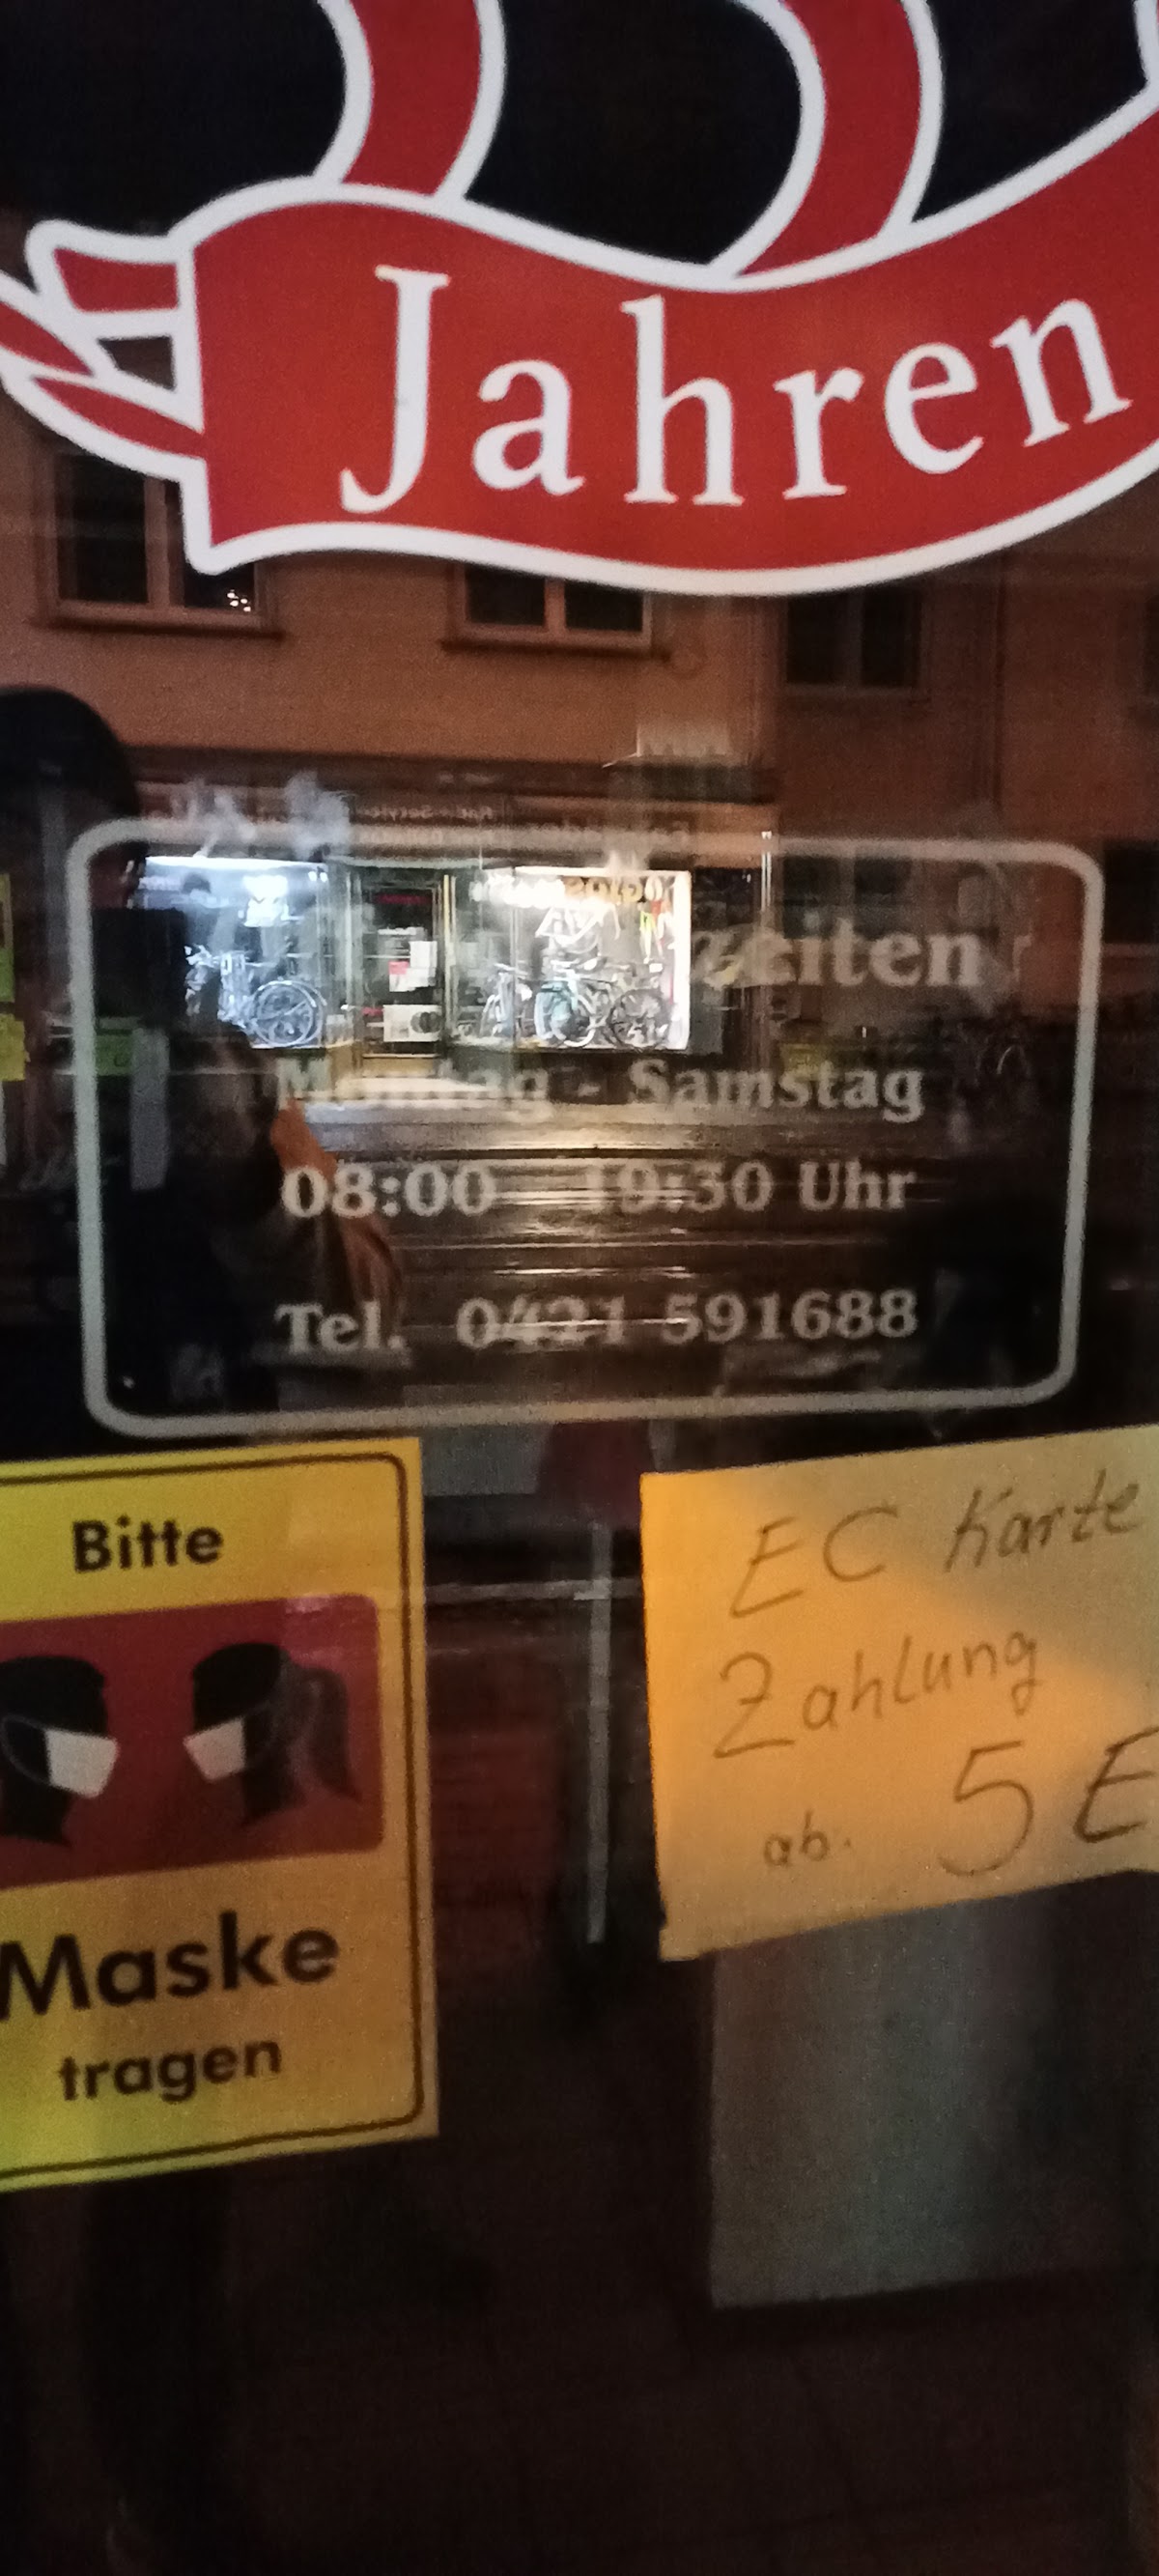 Jahren
zeiten
Montag - Samstag
08:00 - 19:30 Uhr
Tel. 0421 591688
Bitte
Maske
tragen
EC Karte
Zahlung
ab. 5 E